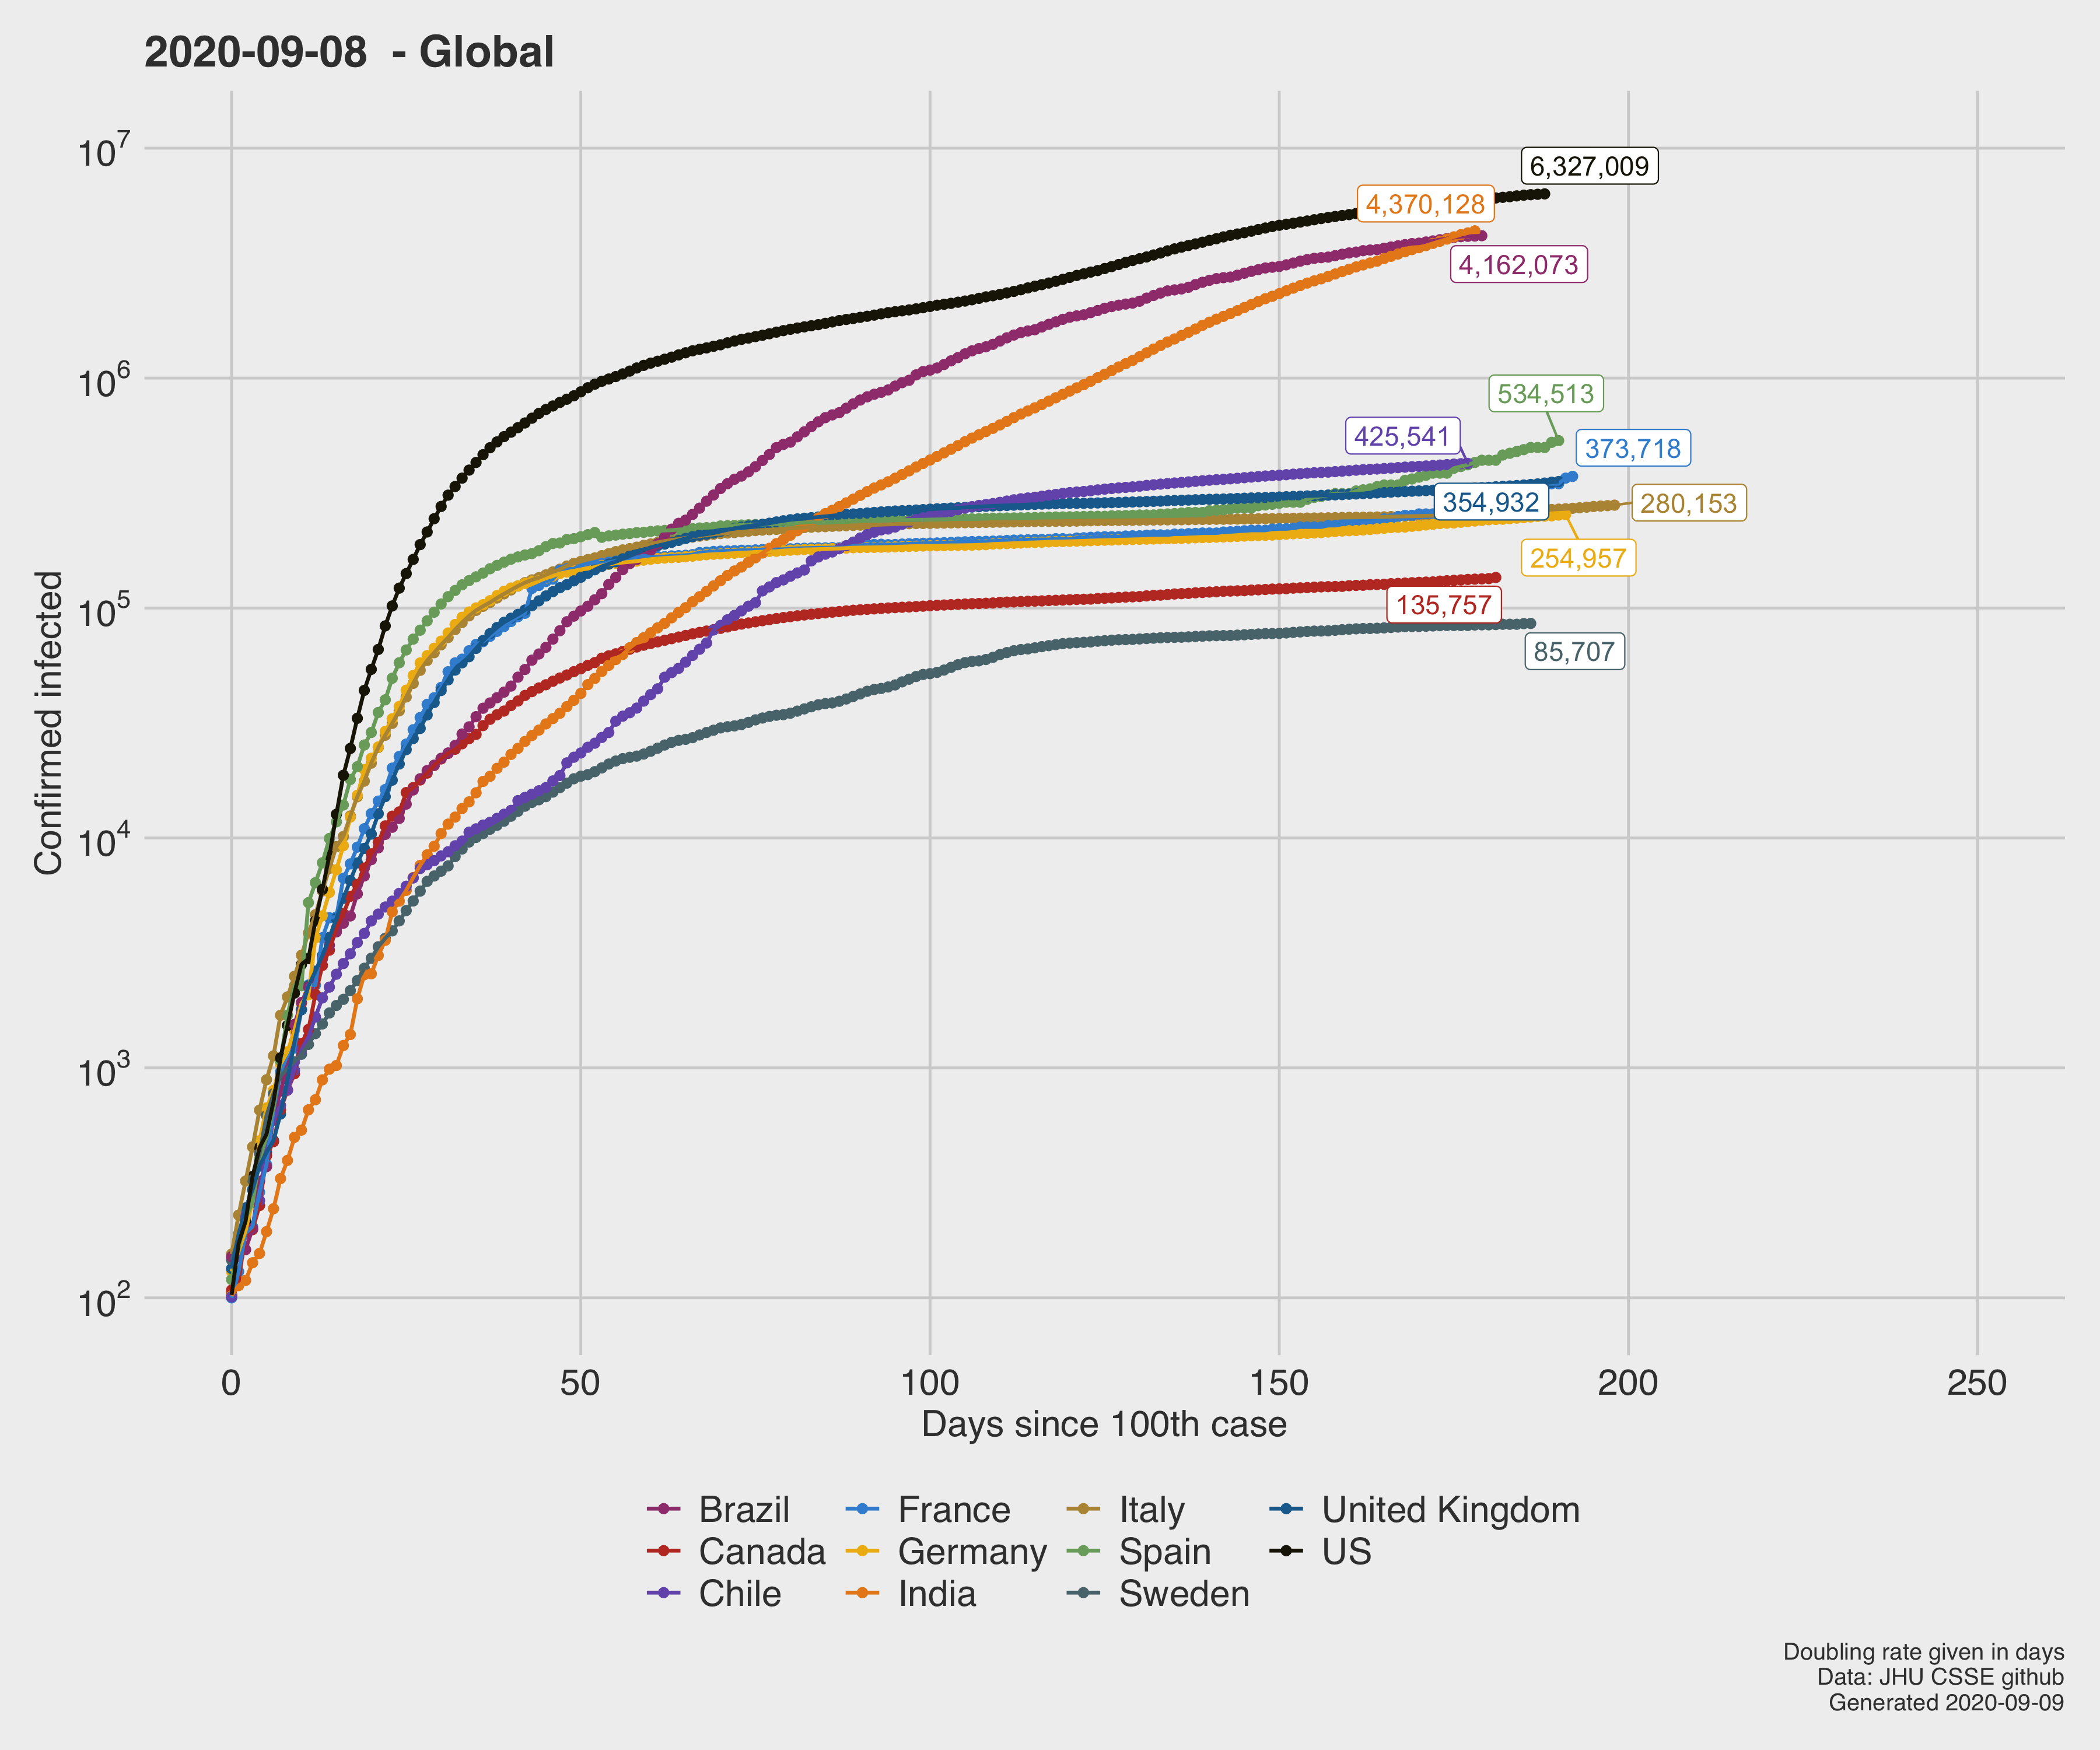 2020-09-08 - Global
Confirmed infected
10^7
10^6
10^5
10^4
10^3
10^2
6,327,009
4,370,128
4,162,073
534,513
425,541
373,718
354,932
280,153
254,957
135,757
85,707
0 50 100 150 200 250
Days since 100th case
Brazil France Italy United Kingdom
Canada Germany Spain US
Chile India Sweden
Doubling rate given in days
Data: JHU CSSE github
Generated 2020-09-09